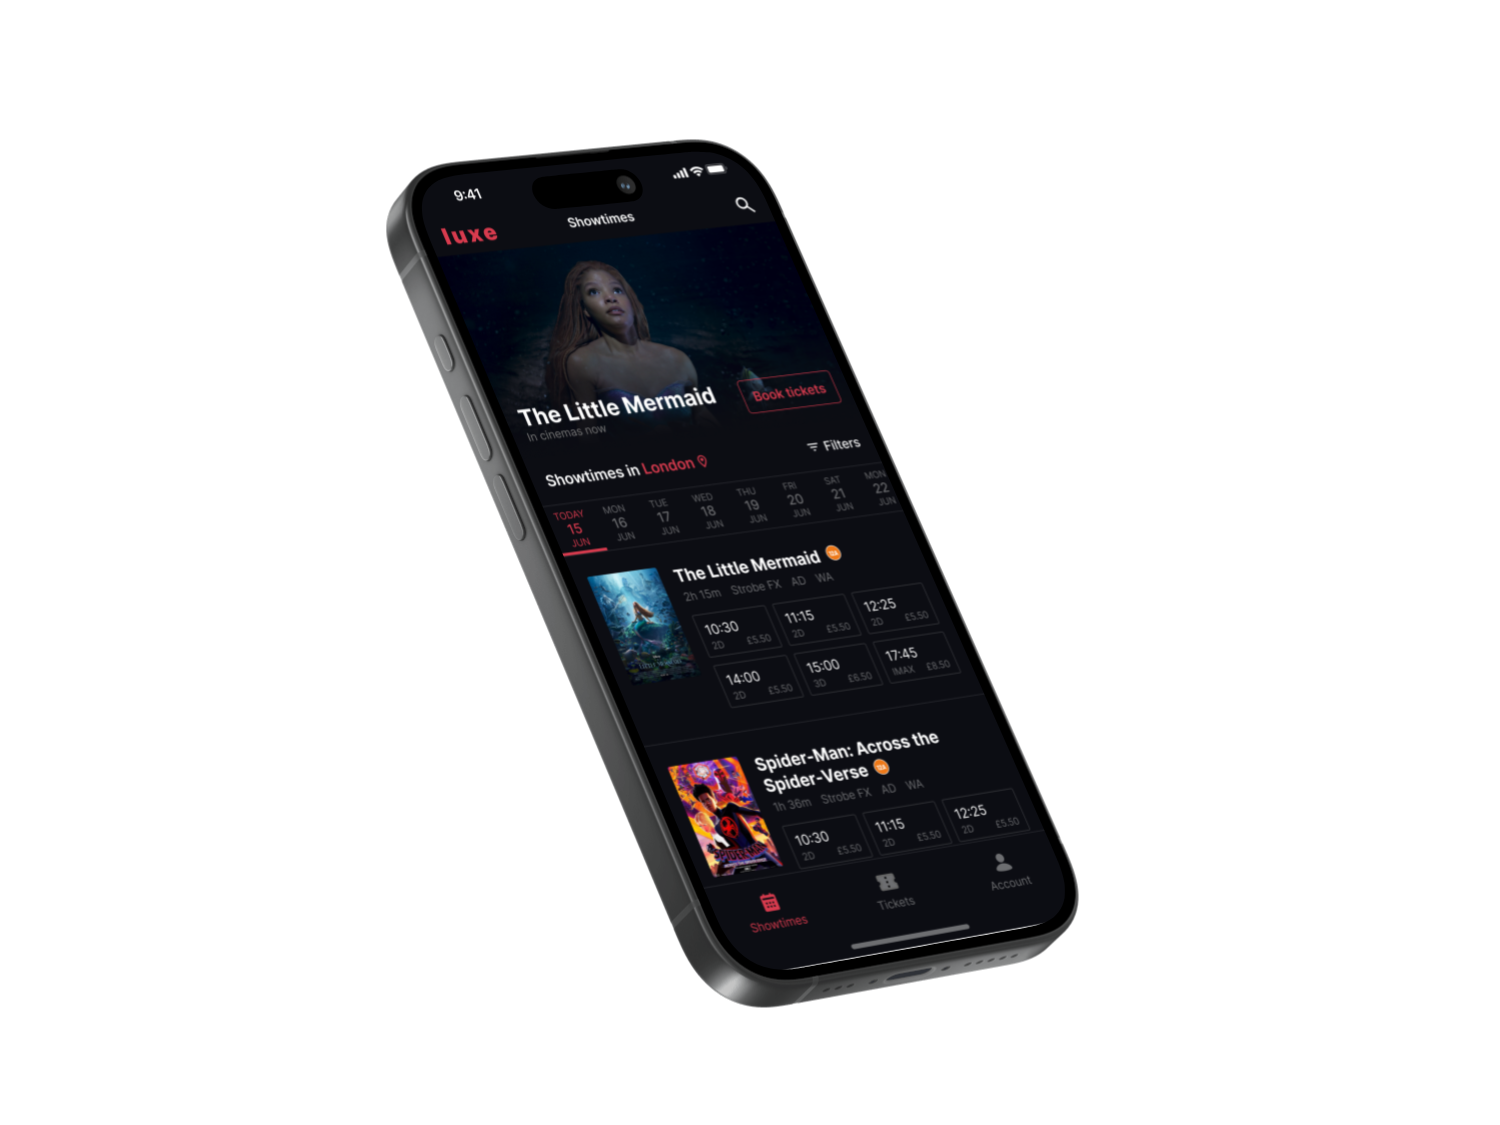 9:41
luxe
Showtimes
The Little Mermaid
In cinemas now
Book tickets
Showtimes in London
Filters
TODAY MON TUE WED THU FRI SAT MON
15 16 17 18 19 20 21 22
JUN JUN JUN JUN JUN JUN JUN JUN
The Little Mermaid
2h 15m Strobe FX AD WA
10:30 11:15 12:25
2D £5.50 2D £5.50 2D £5.50
14:00 15:00 17:45
2D £5.50 3D £6.50 IMAX £8.50
Spider-Man: Across the
Spider-Verse
1h 36m Strobe FX AD WA
10:30 11:15 12:25
2D £5.50 2D £5.50 2D £5.50
Showtimes
Tickets
Account